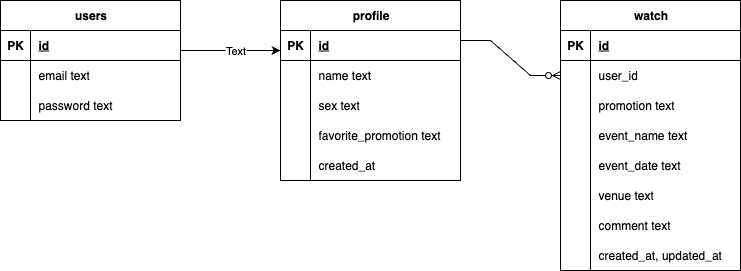 users
PK id
email text
password text
Text
profile
PK id
name text
sex text
favorite_promotion text
created_at
watch
PK id
user_id
promotion text
event_name text
event_date text
venue text
comment text
created_at, updated_at